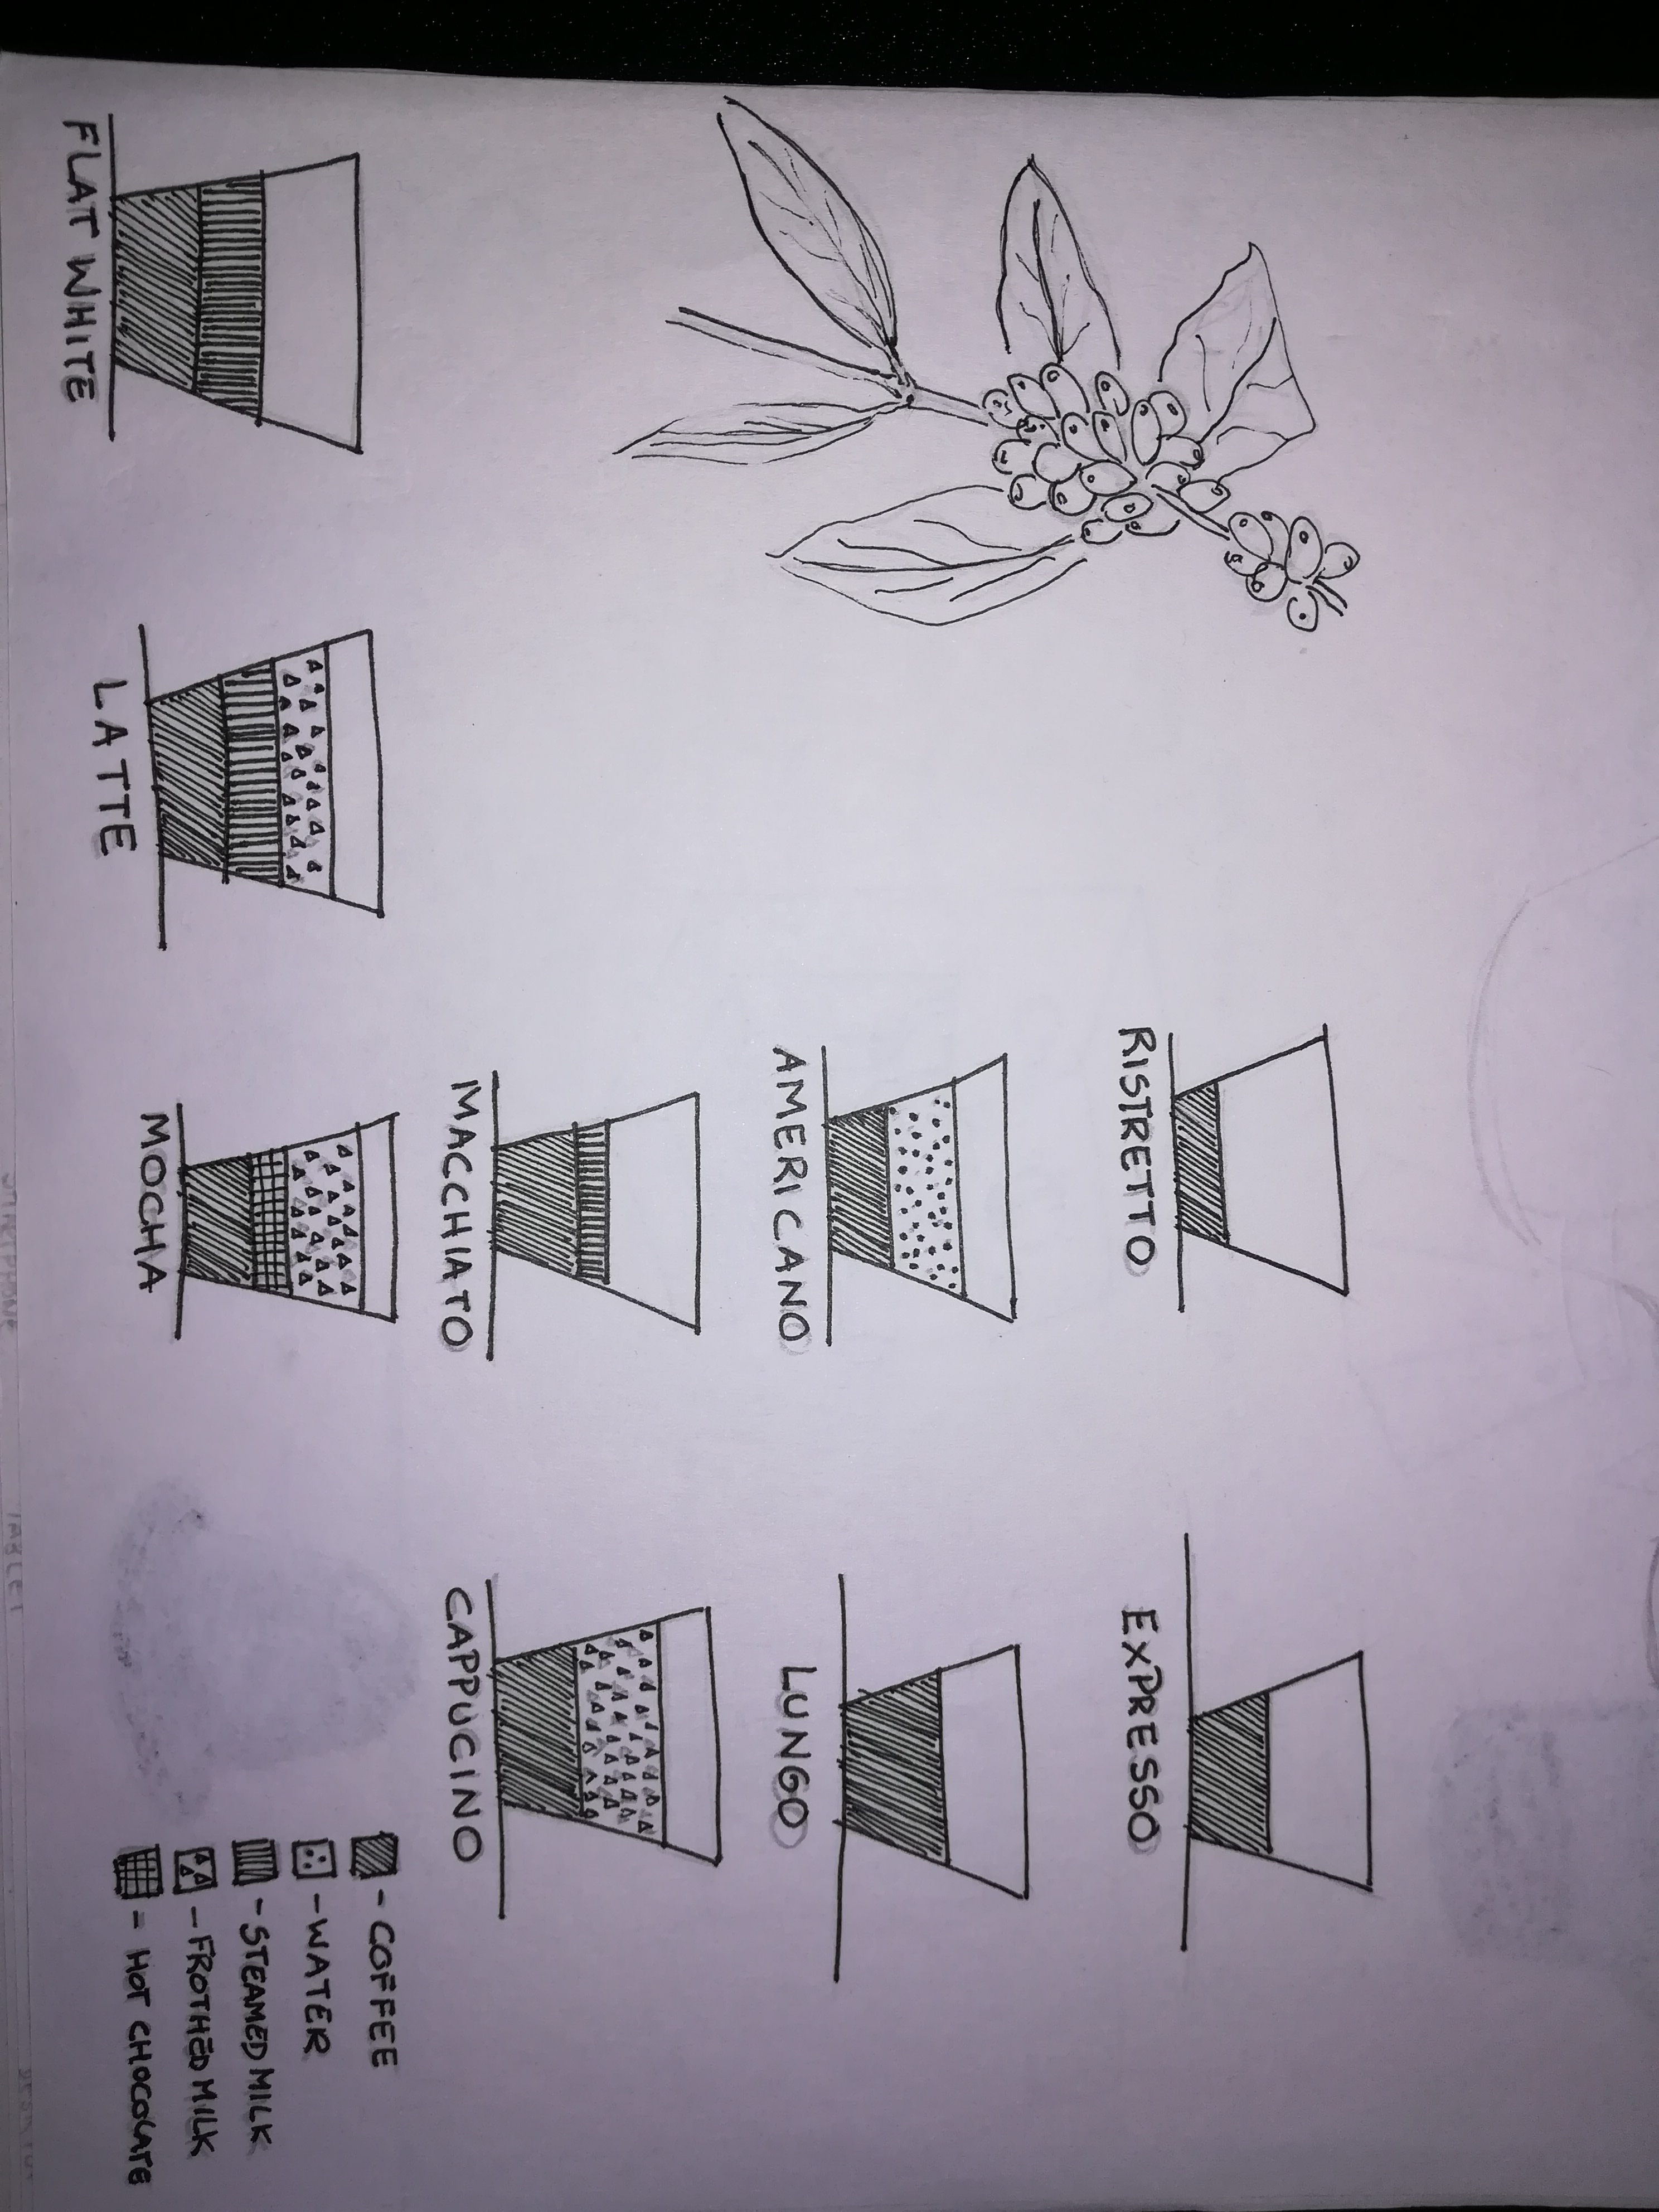 RISTRETTO
EXPRESSO
AMERICANO
LUNGO
MACCHIATO
CAPPUCINO
FLAT WHITE
LATTE
MOCHA
- COFFEE
- WATER
- STEAMED MILK
- FROTHED MILK
= HOT CHOCOLATE